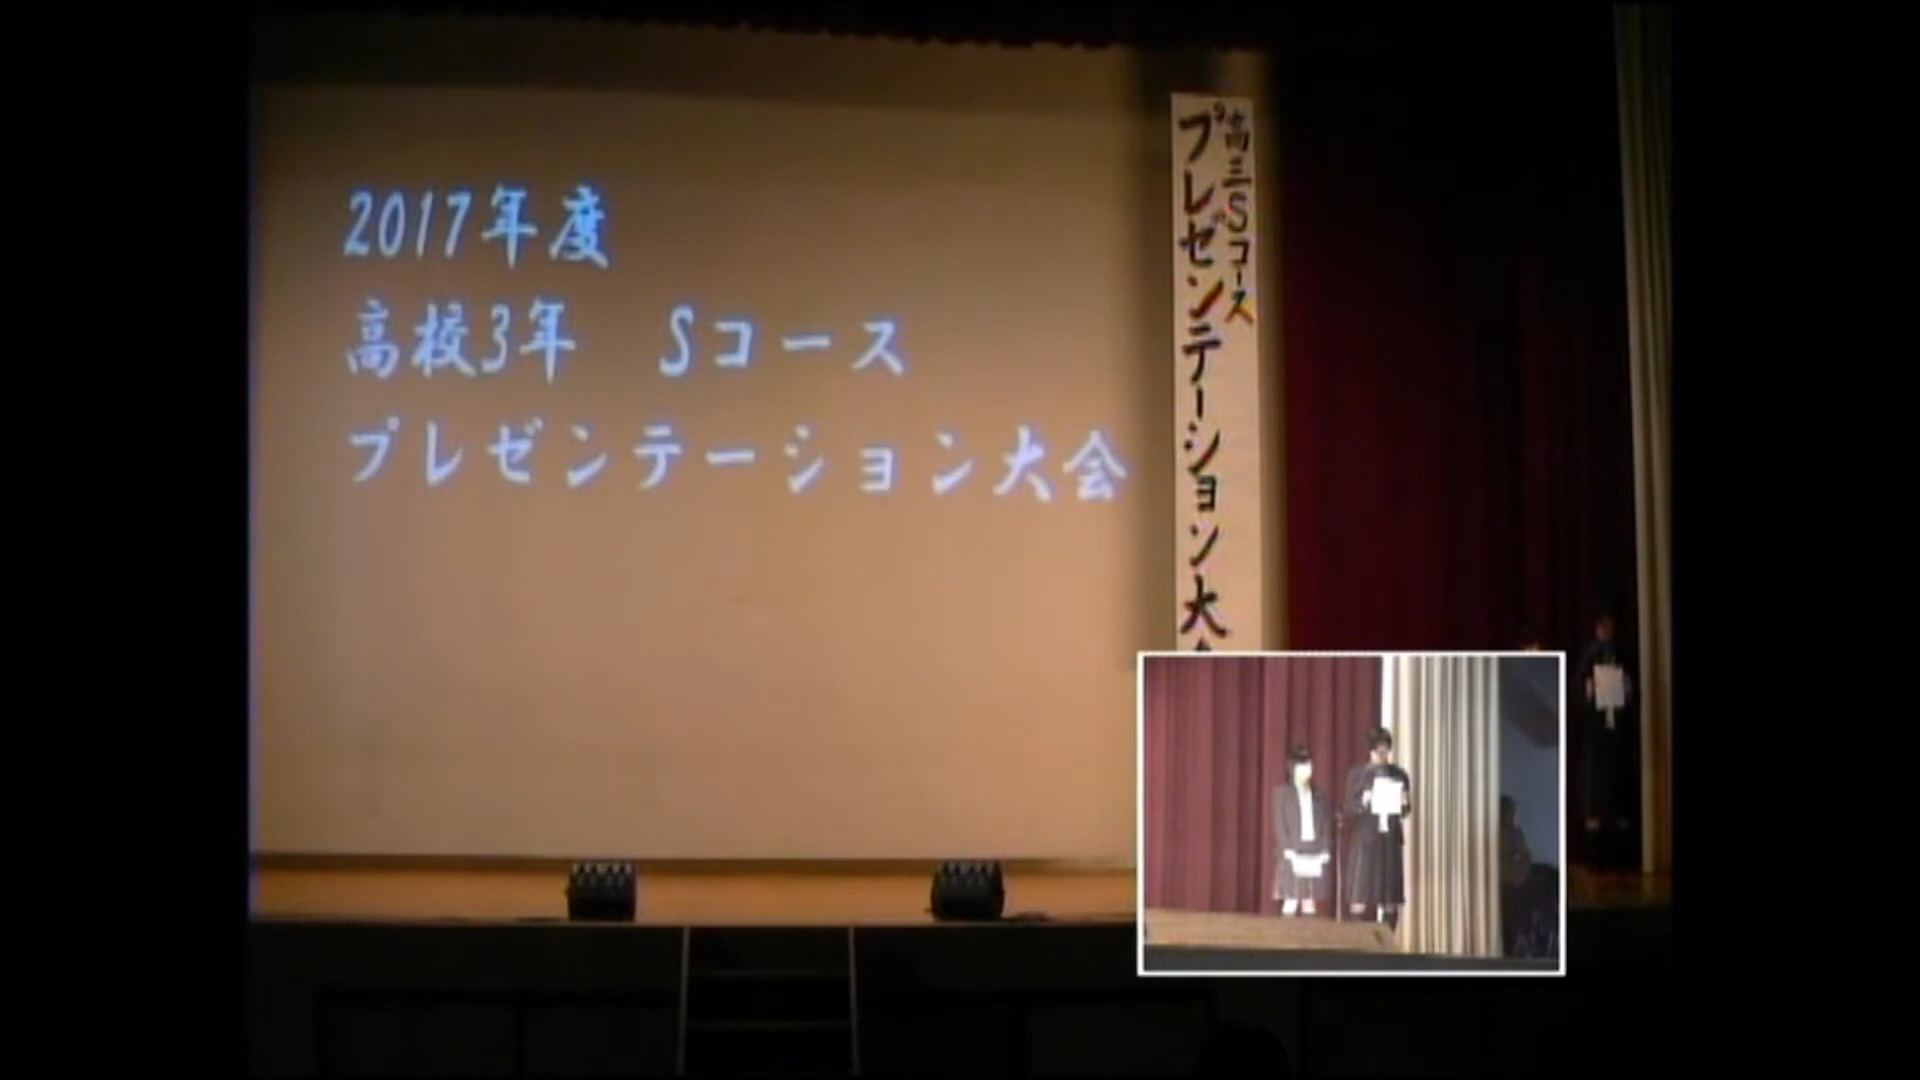 2017年度
高校3年　Sコース
プレゼンテーション大会
高三Sコース
プレゼンテーション大